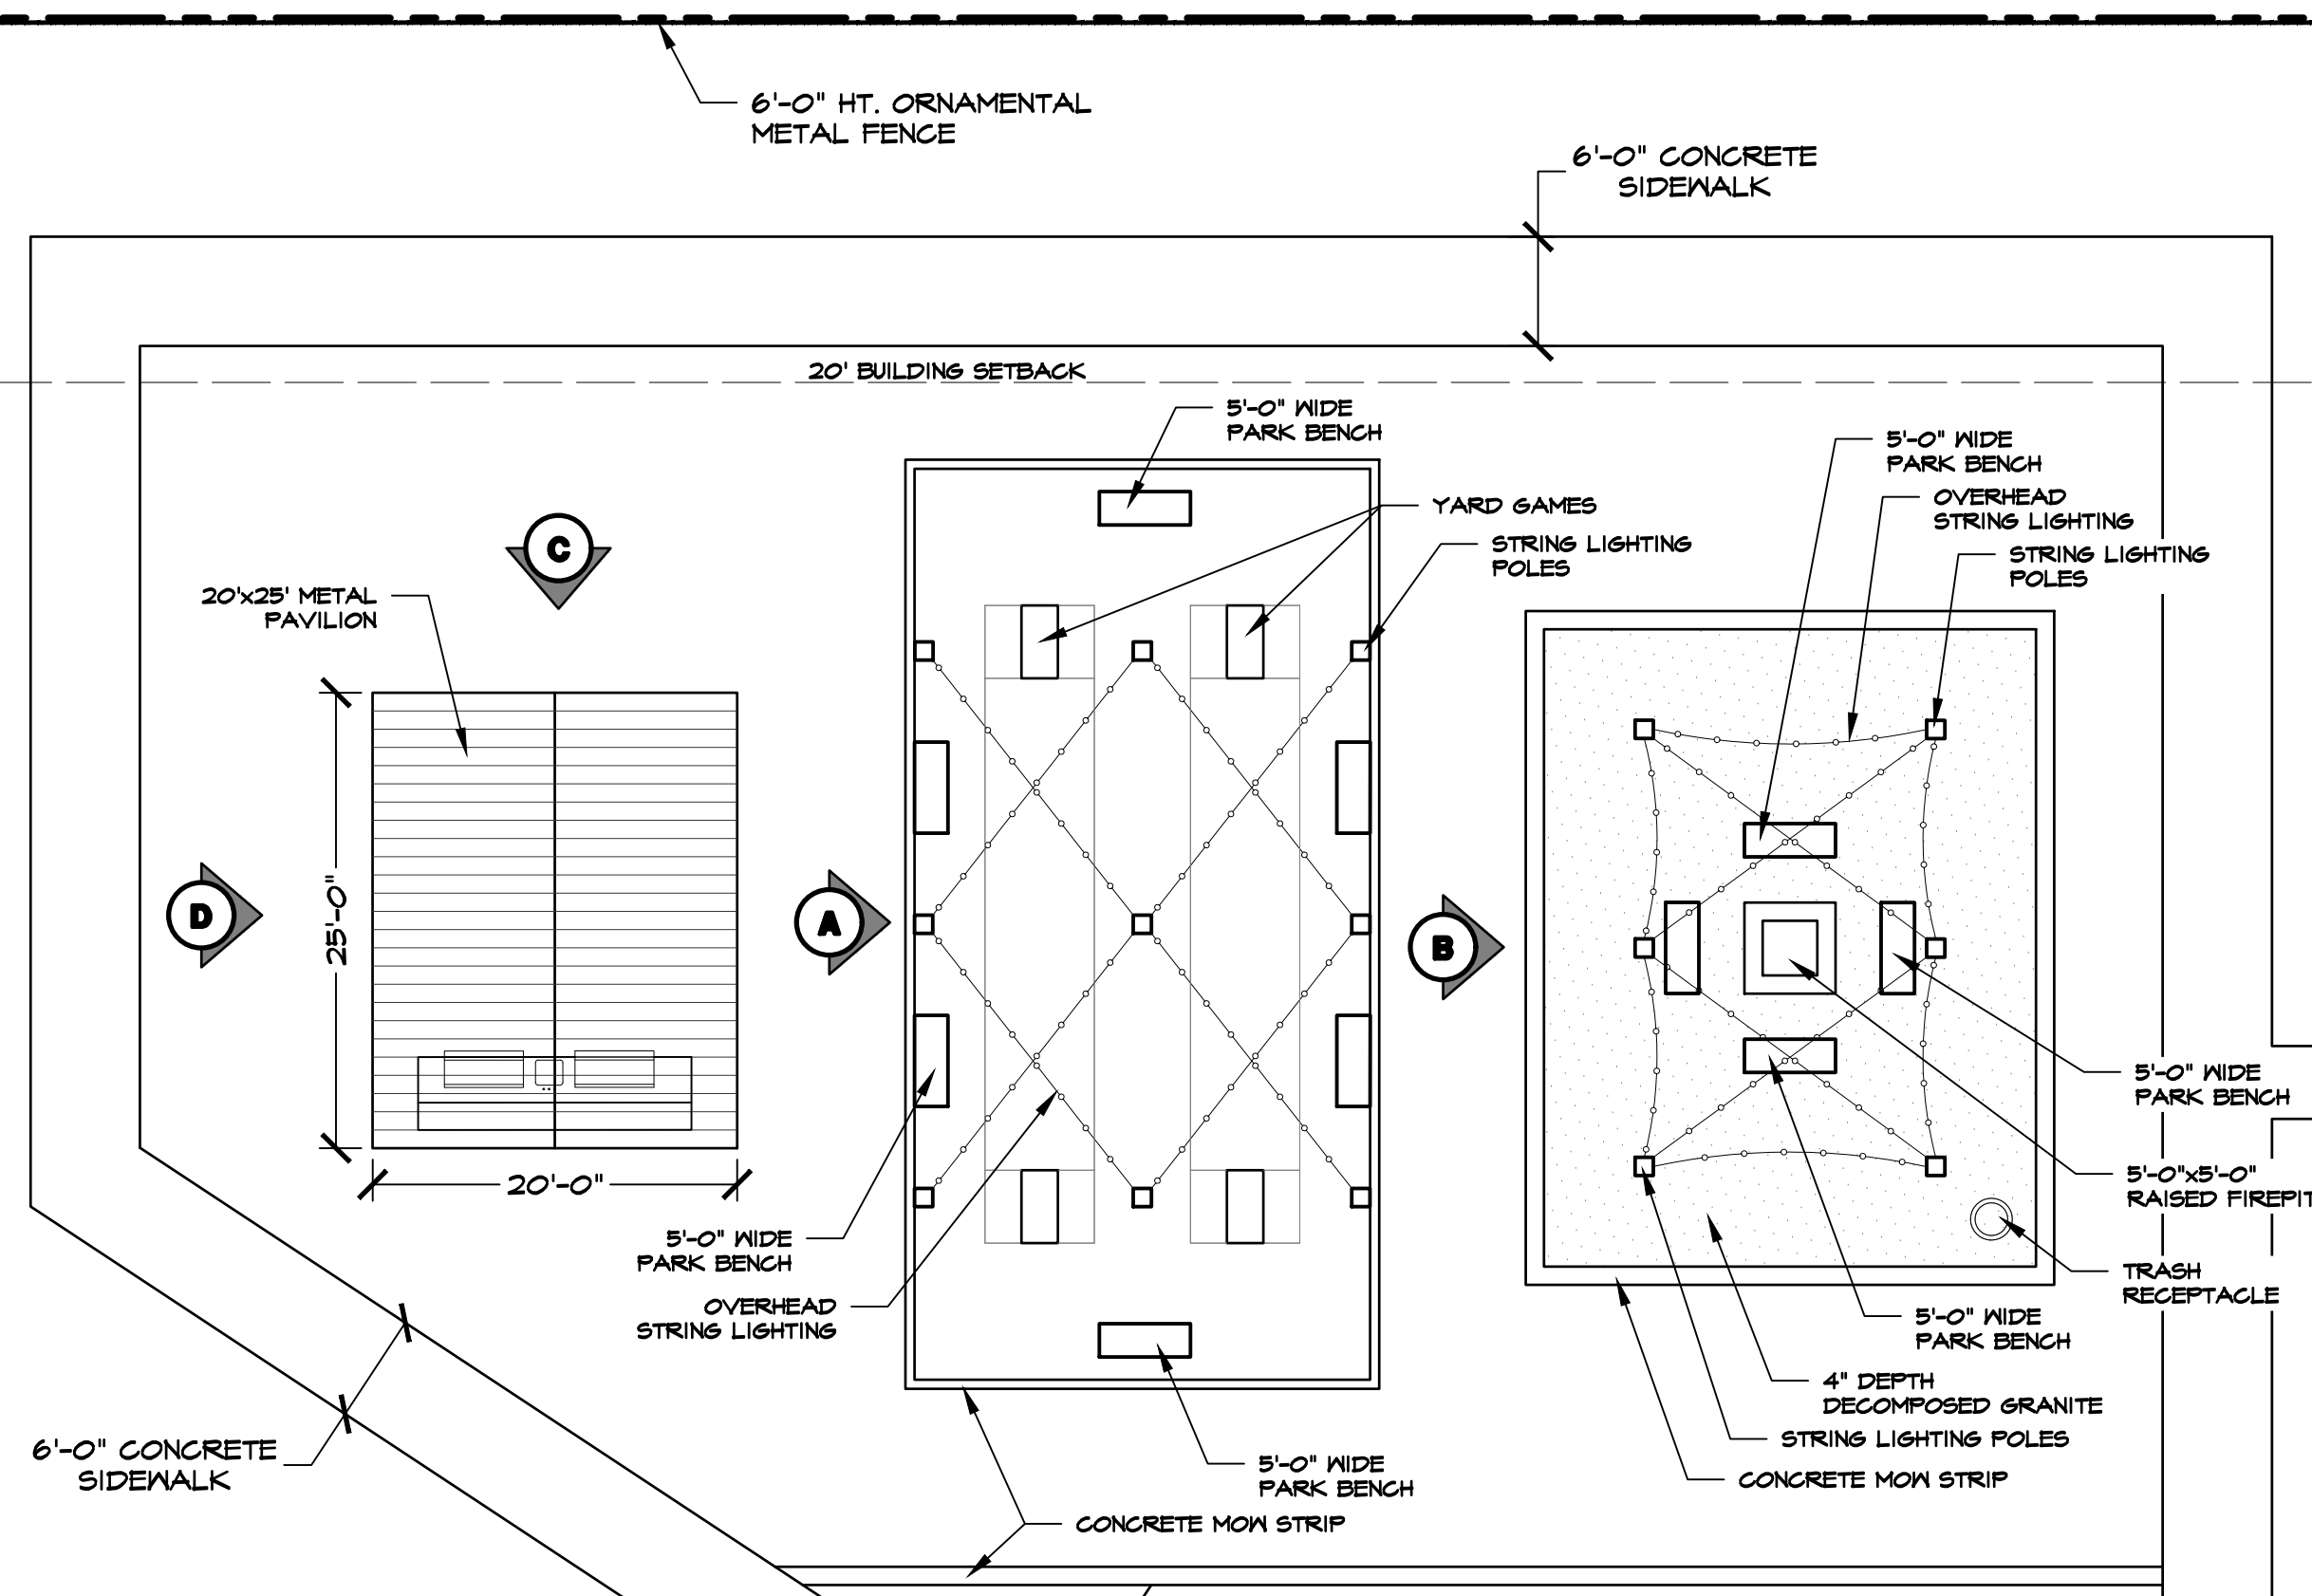 6'-0" HT. ORNAMENTAL
METAL FENCE
6'-0" CONCRETE
SIDEWALK
20' BUILDING SETBACK
5'-0" WIDE
PARK BENCH
5'-0" WIDE
PARK BENCH
OVERHEAD
STRING LIGHTING
STRING LIGHTING
POLES
YARD GAMES
STRING LIGHTING
POLES
C
20'x25' METAL
PAVILION
D
25'-0"
A
B
20'-0"
5'-0" WIDE
PARK BENCH
5'-0"x5'-0"
RAISED FIREPIT
5'-0" WIDE
PARK BENCH
OVERHEAD
STRING LIGHTING
TRASH
RECEPTACLE
5'-0" WIDE
PARK BENCH
4" DEPTH
DECOMPOSED GRANITE
STRING LIGHTING POLES
CONCRETE MOW STRIP
6'-0" CONCRETE
SIDEWALK
5'-0" WIDE
PARK BENCH
CONCRETE MOW STRIP